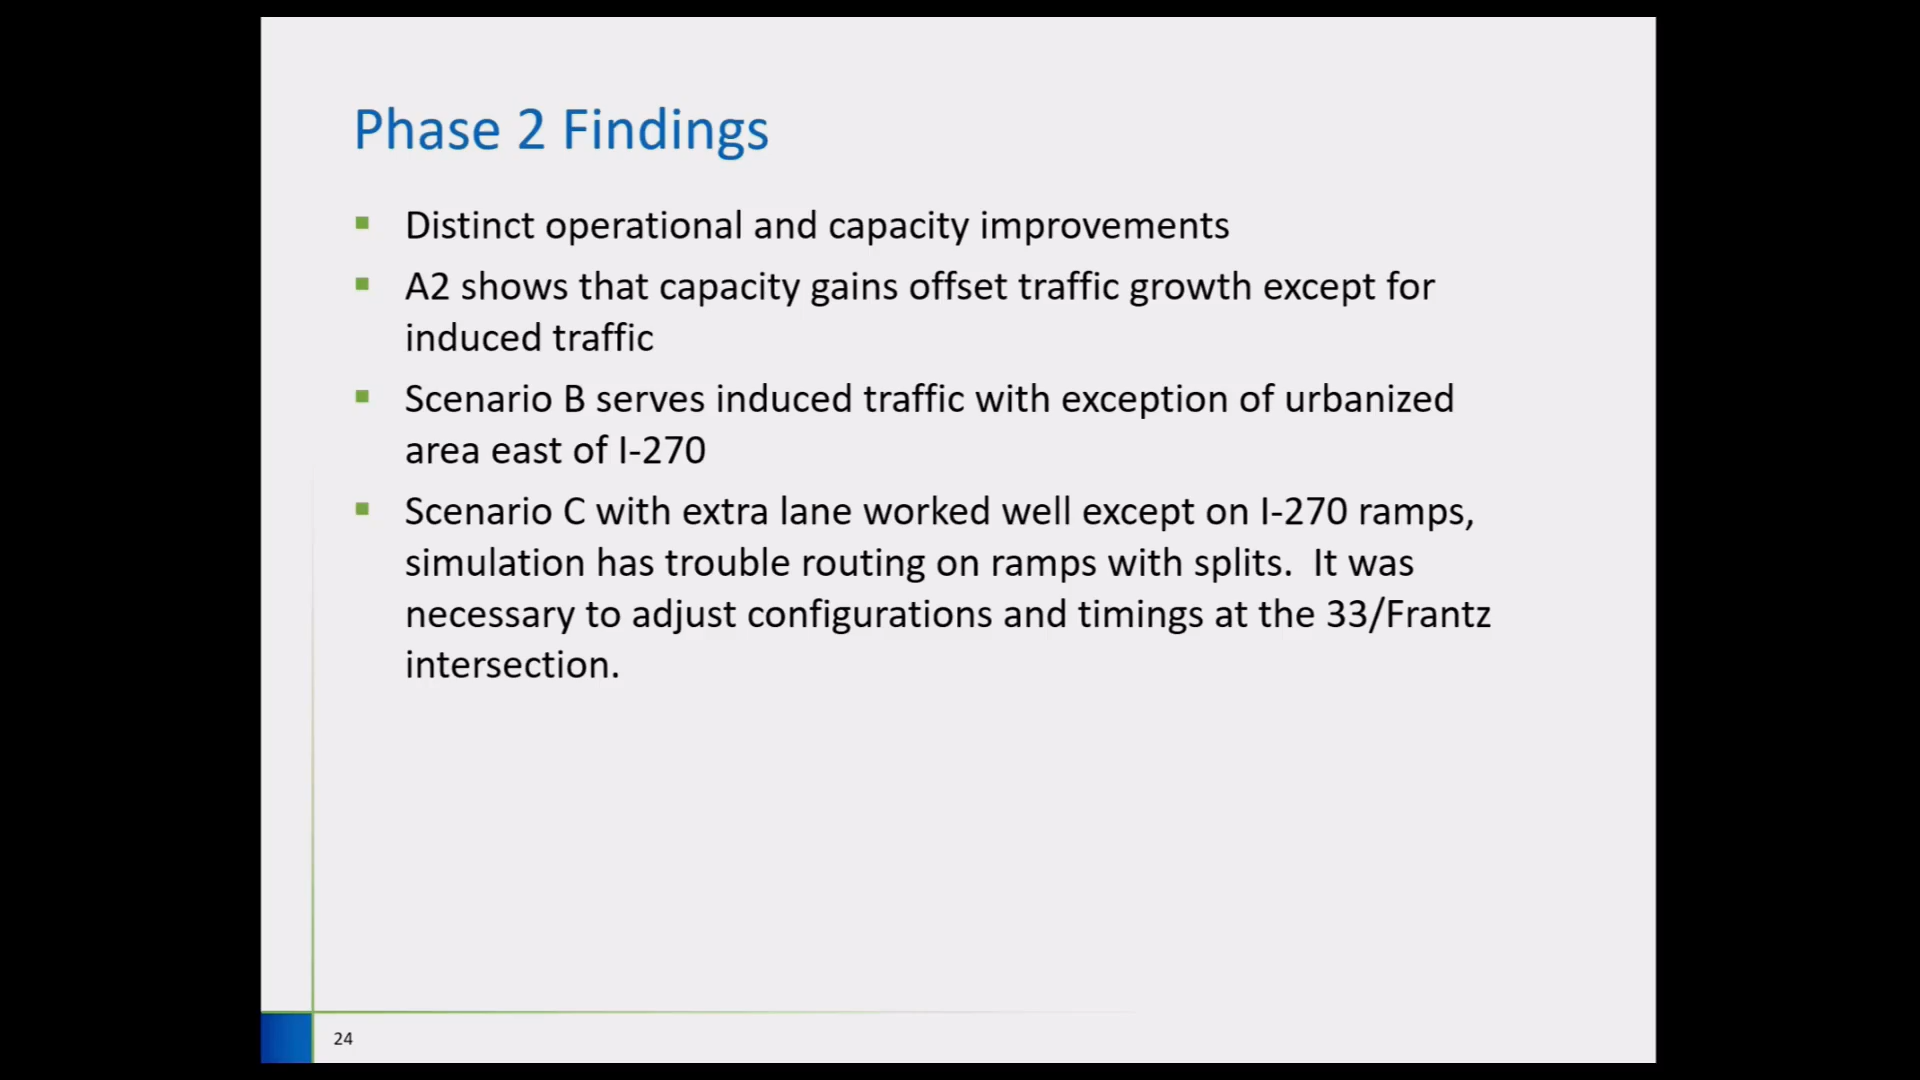 Phase 2 Findings
Distinct operational and capacity improvements
A2 shows that capacity gains offset traffic growth except for
induced traffic
Scenario B serves induced traffic with exception of urbanized
area east of I-270
Scenario C with extra lane worked well except on I-270 ramps,
simulation has trouble routing on ramps with splits.  It was
necessary to adjust configurations and timings at the 33/Frantz
intersection.
24